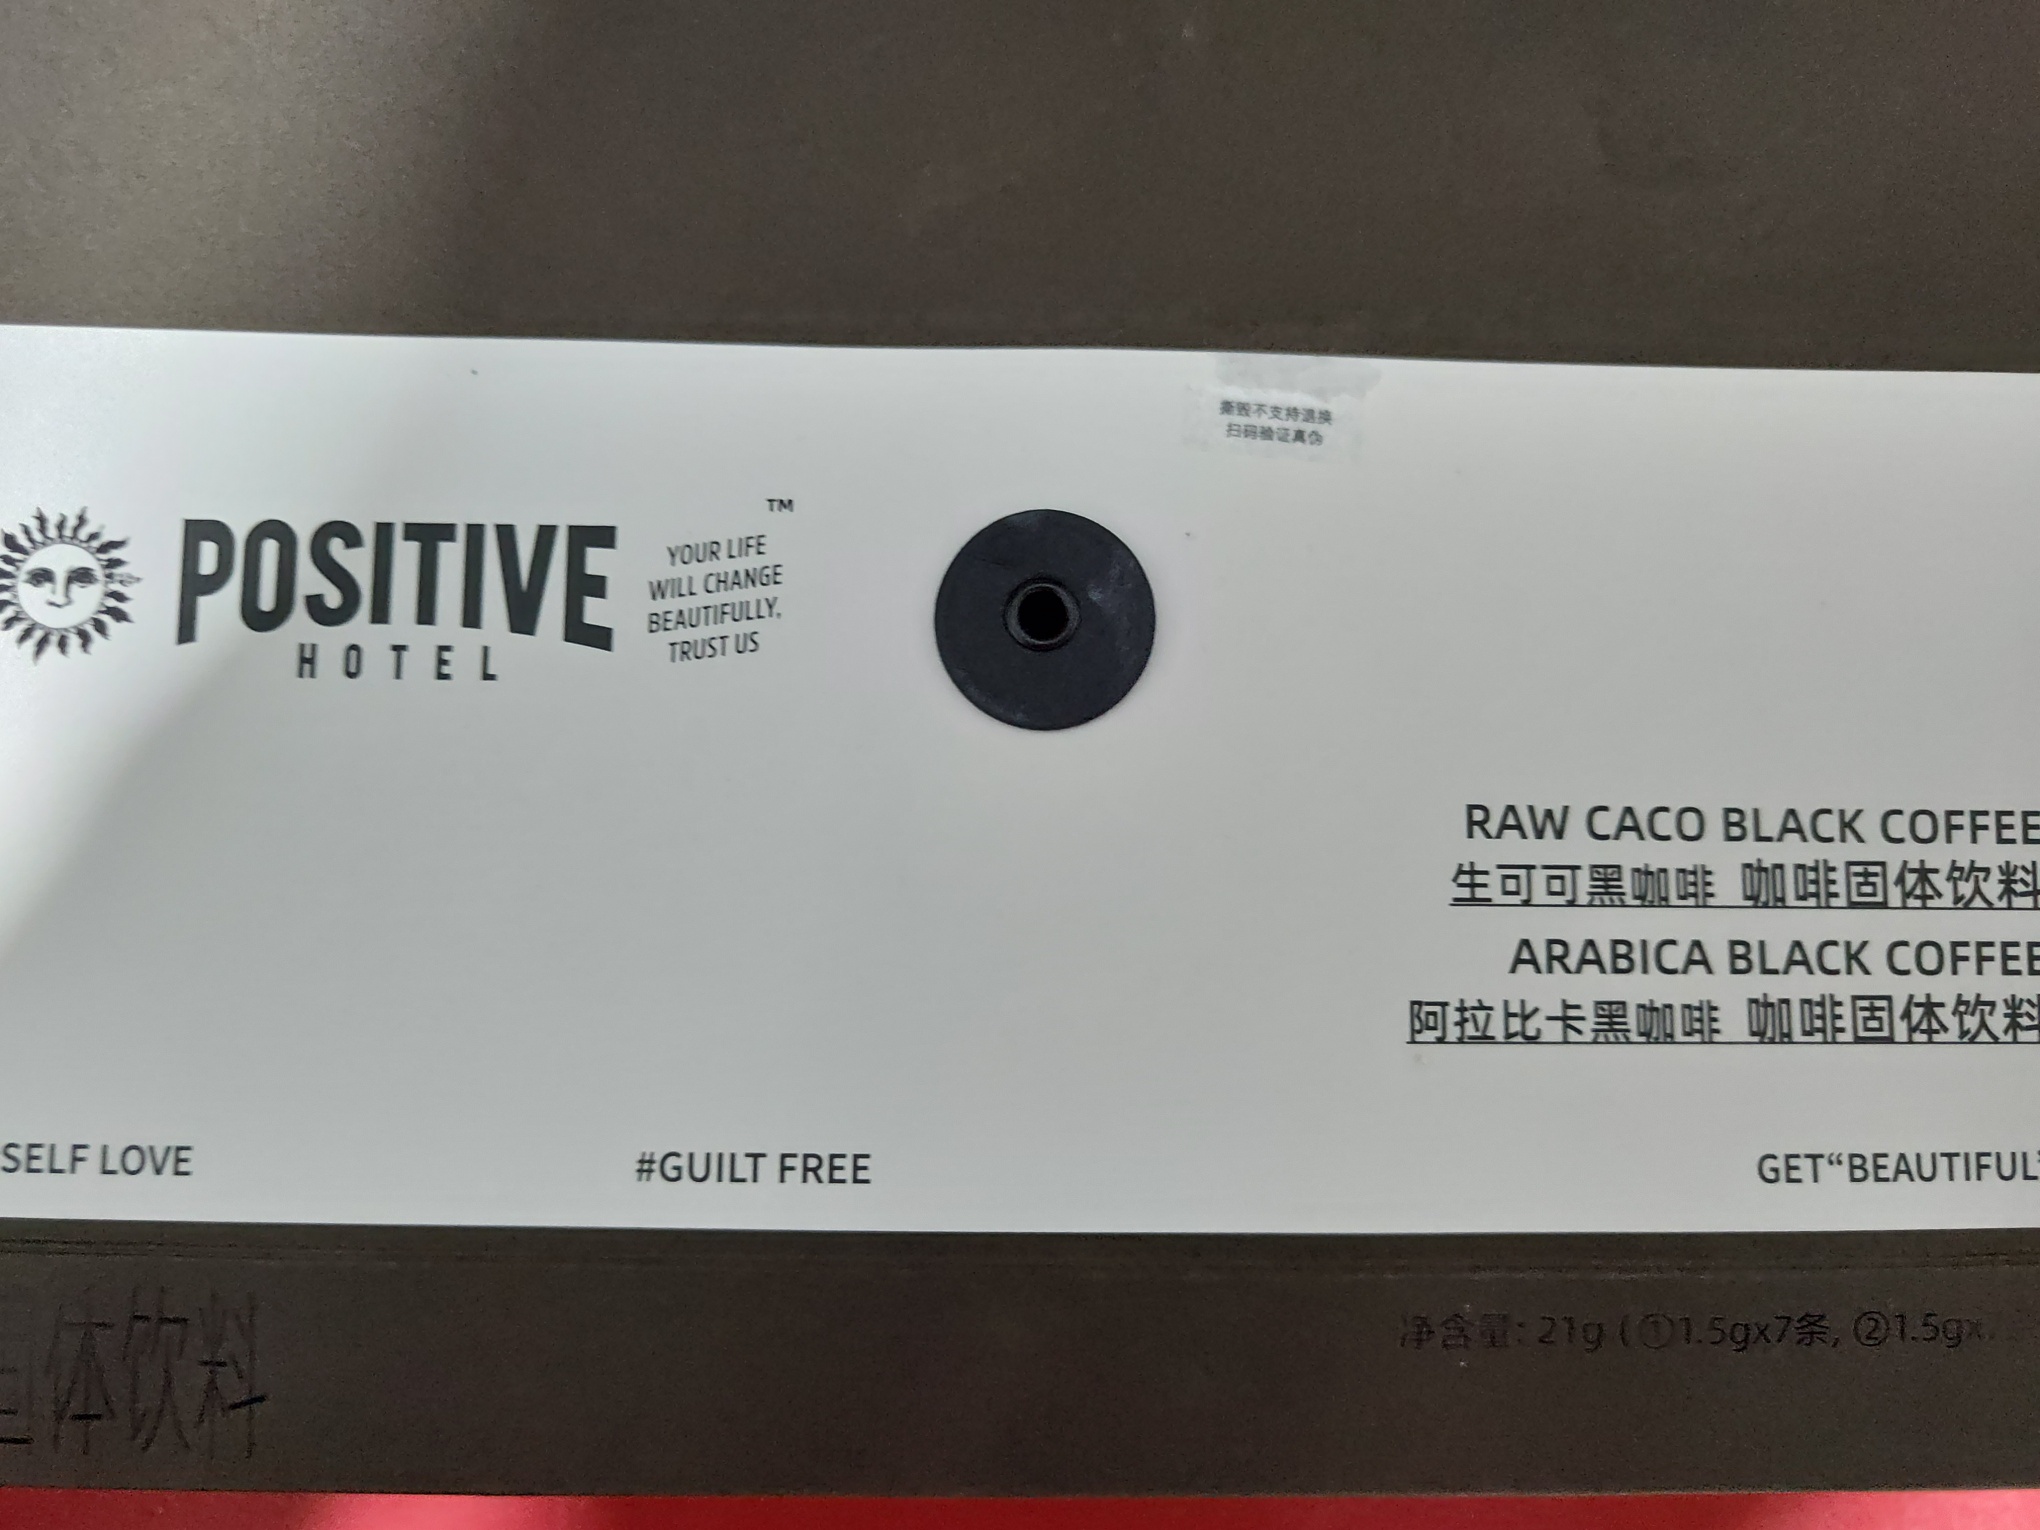 撕毁不支持退换
扫码验证真伪
TM
POSITIVE
HOTEL
YOUR LIFE
WILL CHANGE
BEAUTIFULLY,
TRUST US
RAW CACO BLACK COFFEE
生可可黑咖啡 咖啡固体饮料
ARABICA BLACK COFFEE
阿拉比卡黑咖啡 咖啡固体饮料
SELF LOVE
#GUILT FREE
GET“BEAUTIFUL”
净含量: 21g (①1.5gx7条, ②1.5gx
体饮料